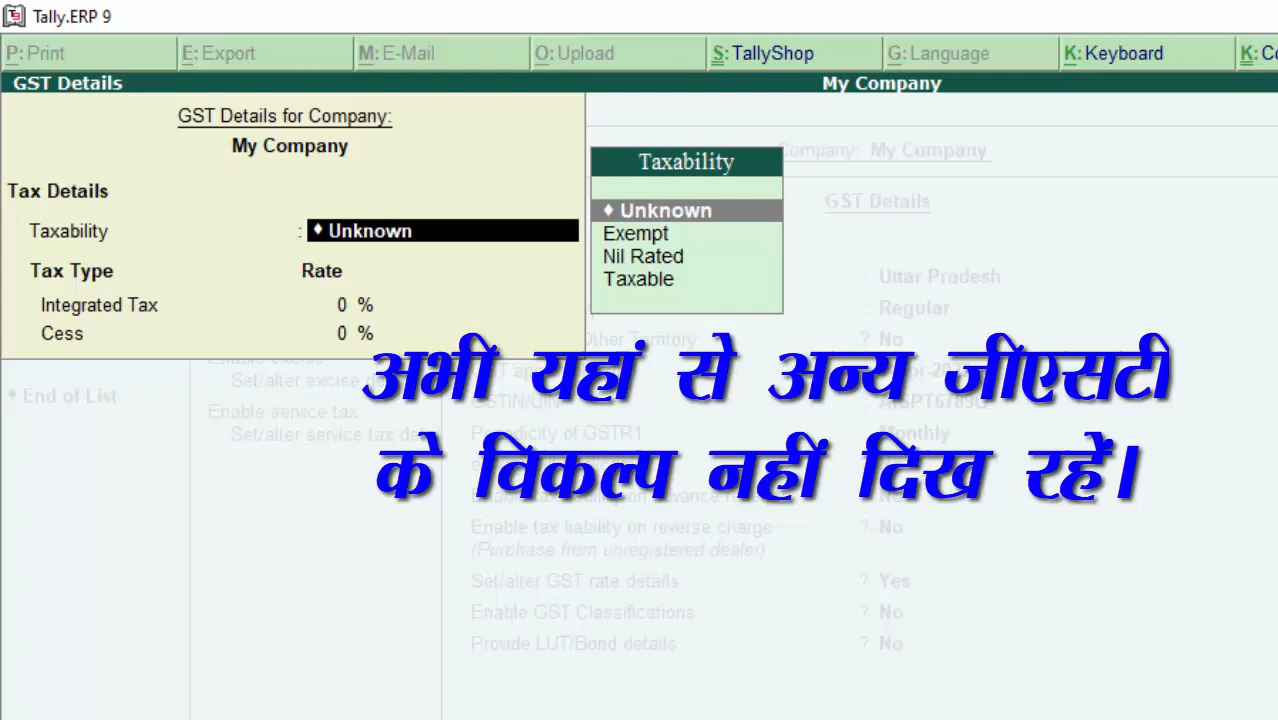 Tally.ERP 9
P: Print
E: Export
M: E-Mail
O: Upload
S: TallyShop
G: Language
K: Keyboard
K:
GST Details
My Company
GST Details for Company:
My Company
Tax Details
Taxability : ♦ Unknown
Tax Type Rate
Integrated Tax 0 %
Cess 0 %
Taxability
♦ Unknown
Exempt
Nil Rated
Taxable
Company: My Company
GST Details
: Uttar Pradesh
: Regular
Other Territory ? No
Set/alter excise
• End of List
Enable service tax
Set/alter service tax
GSTIN/UIN
Periodicity of GSTR1 : Monthly
अभी यहां से अन्य जीएसटी
के विकल्प नहीं दिख रहें।
Enable tax liability on reverse charge ? No
(Purchase from unregistered dealer)
Set/alter GST rate details ? Yes
Enable GST Classifications ? No
Provide LUT/Bond details ? No